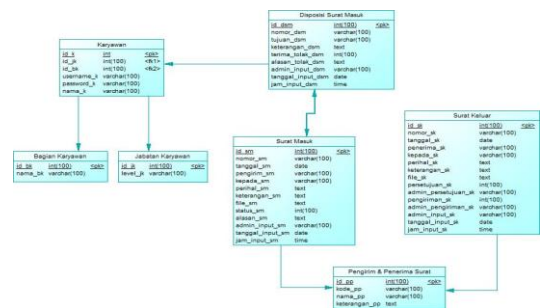 Disposisi Surat Masuk
id_dsm int(100) <pk>
nomor_dsm varchar(100)
tujuan_dsm varchar(100)
keterangan_dsm text
terima_tolak_dsm int(100)
alasan_tolak_dsm text
admin_input_dsm varchar(100)
tanggal_input_dsm date
jam_input_dsm time
Karyawan
id_k int <pk>
id_jk int(100) <fk1>
id_bk int(100) <fk2>
username_k varchar(100)
password_k varchar(100)
nama_k varchar(100)
Bagian Karyawan
id_bk int(100) <pk>
nama_bk varchar(100)
Jabatan Karyawan
id_jk int(100) <pk>
level_jk varchar(100)
Surat Masuk
id_sm int(100) <pk>
nomor_sm varchar(100)
tanggal_sm date
pengirim_sm varchar(100)
kepada_sm varchar(100)
perihal_sm text
keterangan_sm text
file_sm text
status_sm int(100)
alasan_sm text
admin_input_sm varchar(100)
tanggal_input_sm date
jam_input_sm time
Surat Keluar
id_sk int(100) <pk>
nomor_sk varchar(100)
tanggal_sk date
penerima_sk varchar(100)
kepada_sk varchar(100)
perihal_sk text
keterangan_sk text
file_sk text
persetujuan_sk int(100)
admin_persetujuan_sk varchar(100)
pengiriman_sk int(100)
admin_pengiriman_sk varchar(100)
admin_input_sk varchar(100)
tanggal_input_sk date
jam_input_sk time
Pengirim & Penerima Surat
id_pp int(100) <pk>
kode_pp varchar(100)
nama_pp varchar(100)
keterangan_pp text